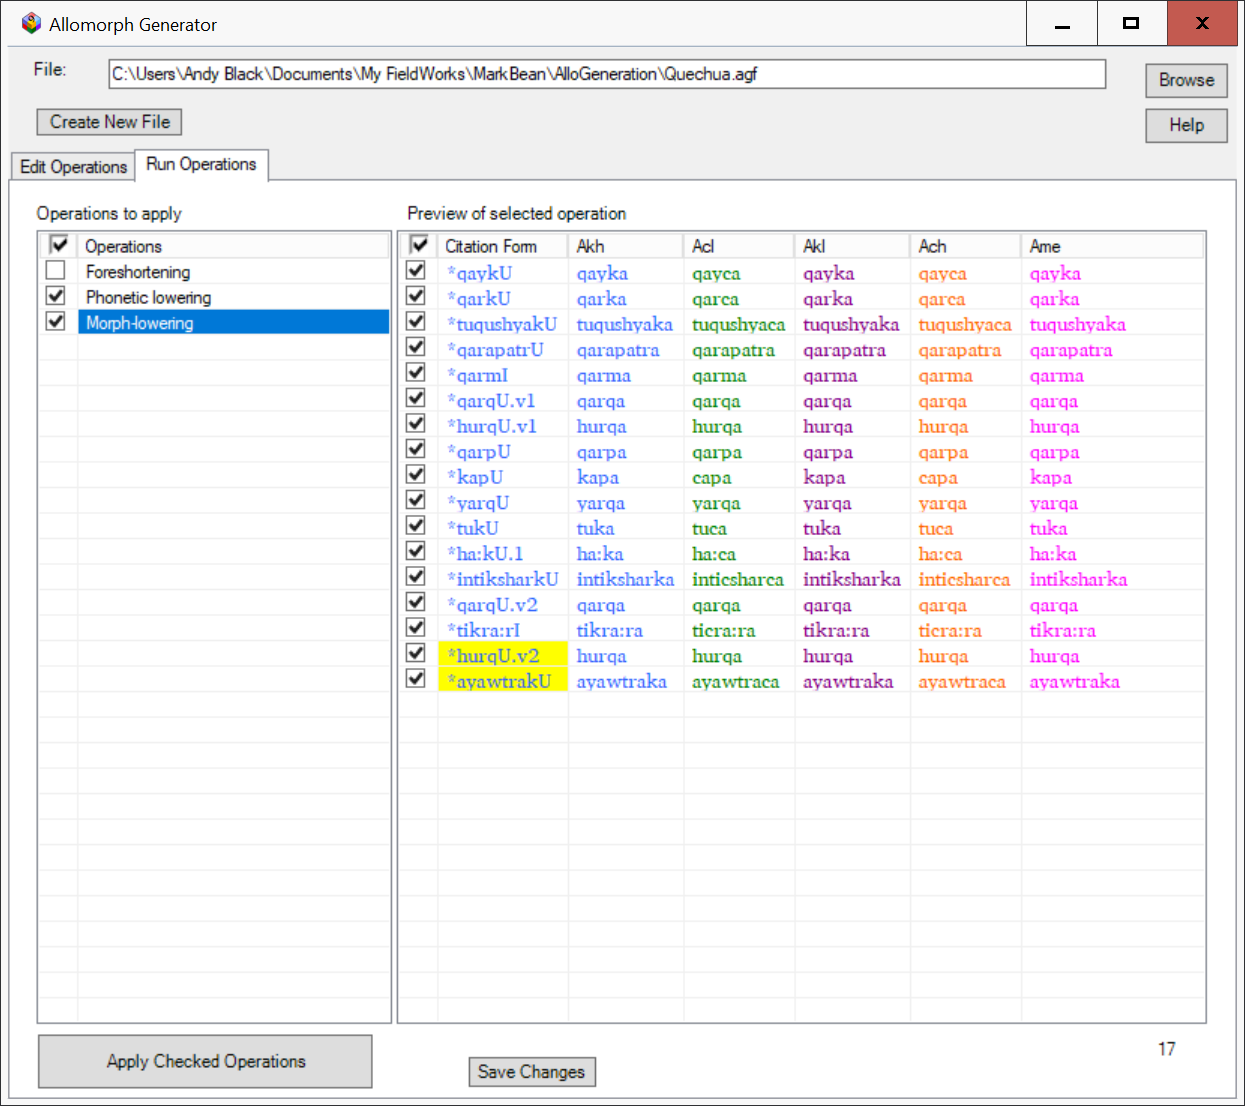 Allomorph Generator
File: C:\Users\Andy Black\Documents\My FieldWorks\MarkBean\AlloGeneration\Quechua.agf Browse
Create New File Help
Edit Operations Run Operations
Operations to apply
Operations
Foreshortening
Phonetic lowering
Morph-lowering
Preview of selected operation
Citation Form Akh Acl Akl Ach Ame
*qaykU qayka qayca qayka qayca qayka
*qarkU qarka qarca qarka qarca qarka
*tuqushyakU tuqushyaka tuqushyaca tuqushyaka tuqushyaca tuqushyaka
*qarapatrU qarapatra qarapatra qarapatra qarapatra qarapatra
*qarmI qarma qarma qarma qarma qarma
*qarqU.v1 qarqa qarqa qarqa qarqa qarqa
*hurqU.v1 hurqa hurqa hurqa hurqa hurqa
*qarpU qarpa qarpa qarpa qarpa qarpa
*kapU kapa capa kapa capa kapa
*yarqU yarqa yarqa yarqa yarqa yarqa
*tukU tuka tuca tuka tuca tuka
*ha:kU.1 ha:ka ha:ca ha:ka ha:ca ha:ka
*intiksharkU intiksharka inticsharca intiksharka inticsharca intiksharka
*qarqU.v2 qarqa qarqa qarqa qarqa qarqa
*tikra:rI tikra:ra ticra:ra tikra:ra ticra:ra tikra:ra
*hurqU.v2 hurqa hurqa hurqa hurqa hurqa
*ayawtrakU ayawtraka ayawtraca ayawtraka ayawtraca ayawtraka
17
Apply Checked Operations Save Changes